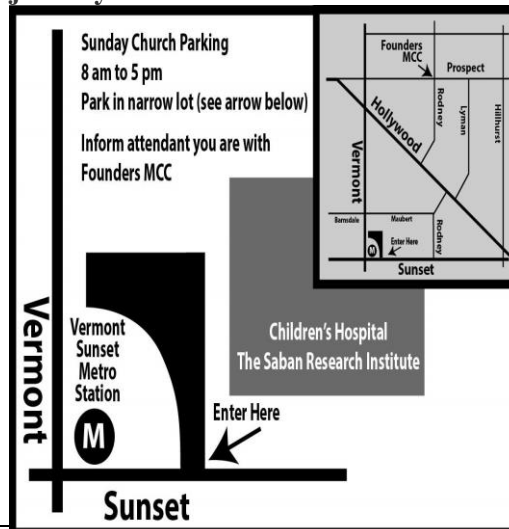 Sunday Church Parking
8 am to 5 pm
Park in narrow lot (see arrow below)
Inform attendant you are with
Founders MCC
Founders
MCC
Prospect
Rodney
Lyman
Hillhurst
Hollywood
Vermont
Barnsdale
Maubert
Rodney
M
Enter Here
Sunset
Vermont
Vermont
Sunset
Metro
Station
M
Children's Hospital
The Saban Research Institute
Enter Here
Sunset